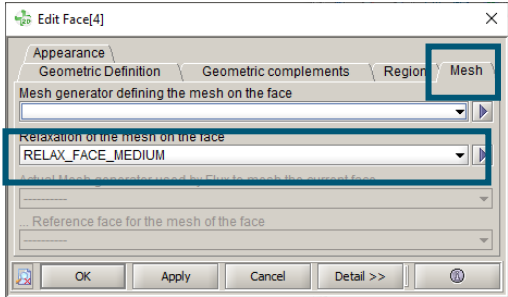 Edit Face[4]
Appearance
Geometric Definition Geometric complements Region Mesh
Mesh generator defining the mesh on the face
Relaxation of the mesh on the face
RELAX_FACE_MEDIUM
Actual Mesh generator used by Flux to mesh the current face
----------
... Reference face for the mesh of the face
----------
OK Apply Cancel Detail >>